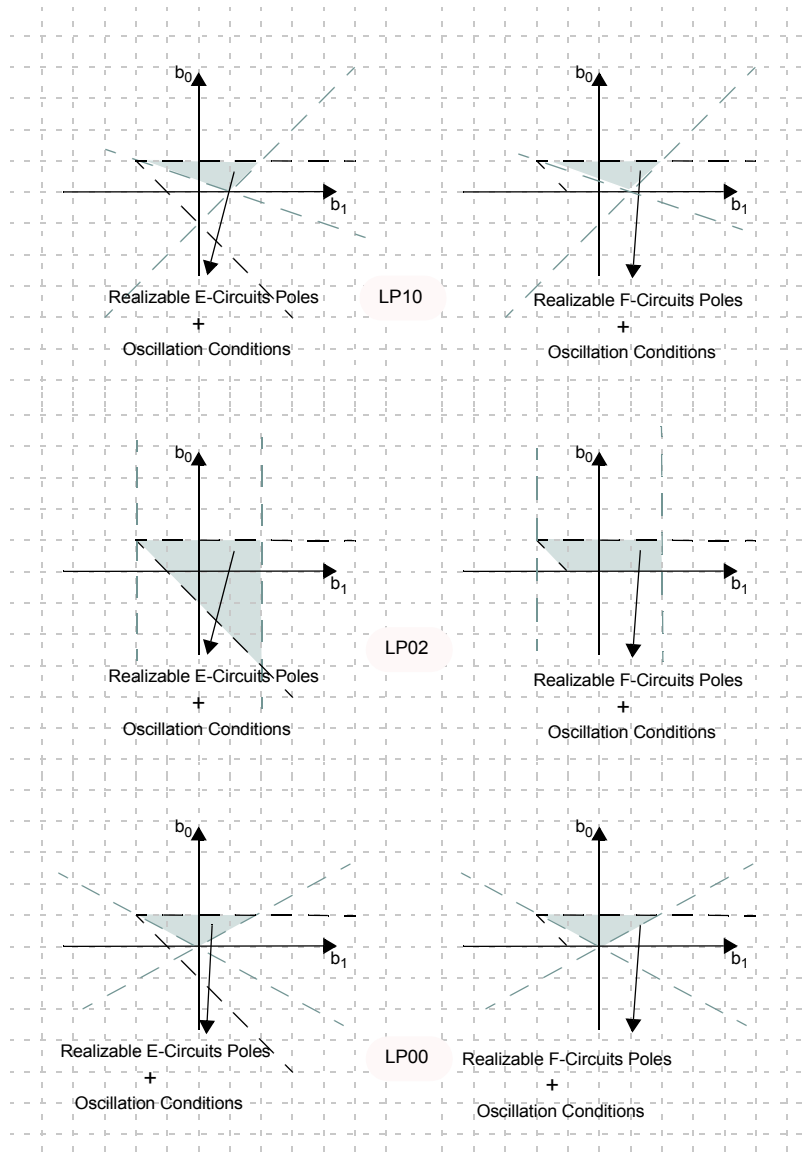 b0
b1
Realizable E-Circuits Poles
+
Oscillation Conditions
LP10
b0
b1
Realizable F-Circuits Poles
+
Oscillation Conditions
b0
b1
Realizable E-Circuits Poles
+
Oscillation Conditions
LP02
b0
b1
Realizable F-Circuits Poles
+
Oscillation Conditions
b0
b1
Realizable E-Circuits Poles
+
Oscillation Conditions
LP00
b0
b1
Realizable F-Circuits Poles
+
Oscillation Conditions